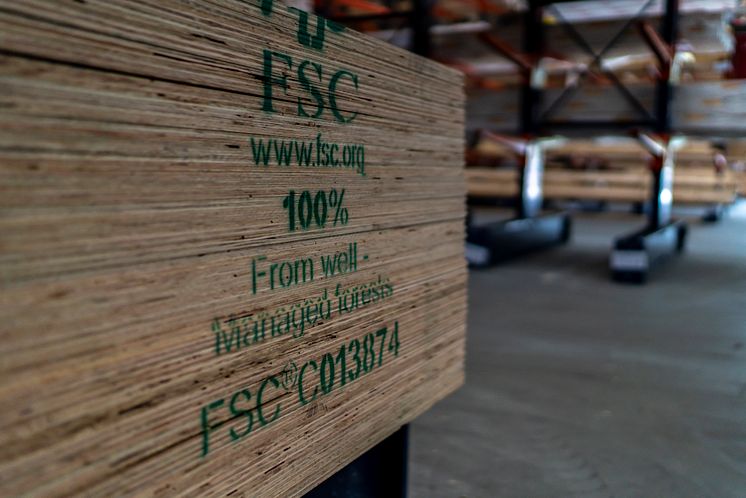 FSC
www.fsc.org
100%
From well-
Managed forests
FSC® C013874